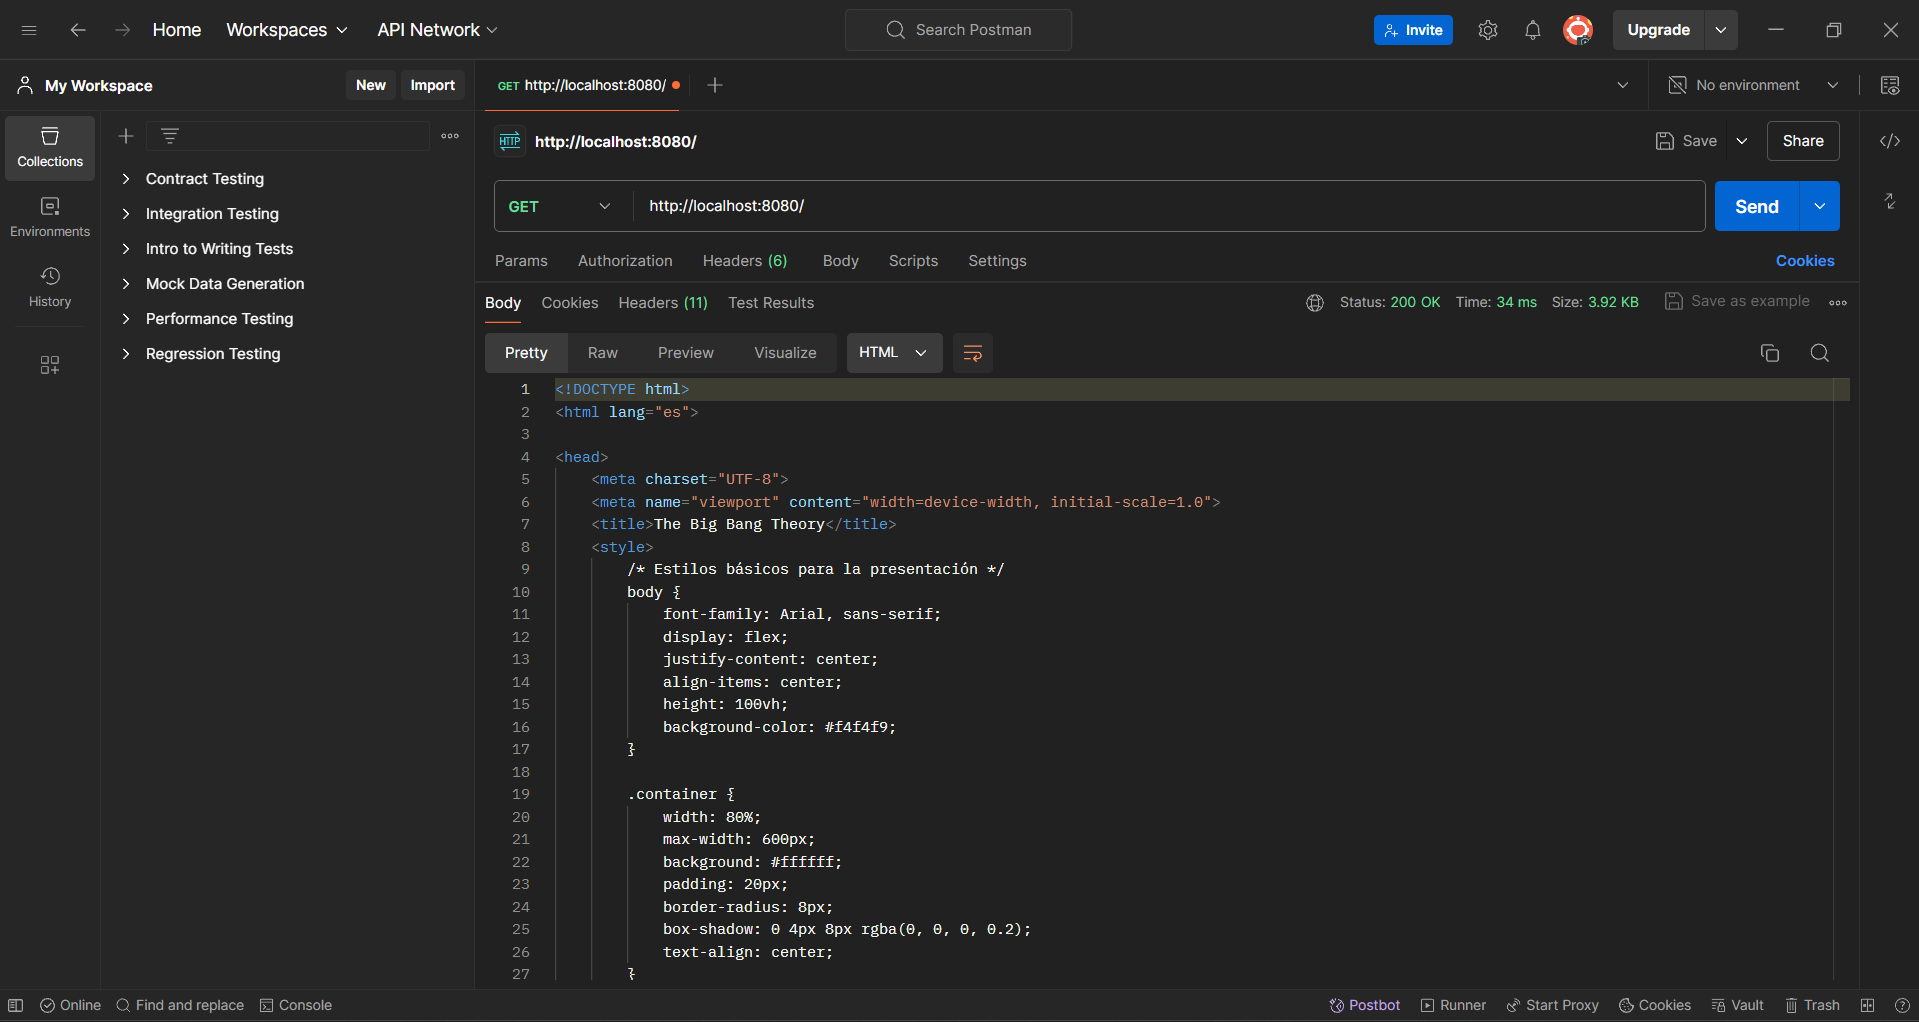 Home Workspaces API Network Search Postman Invite Upgrade
My Workspace New Import GET http://localhost:8080/ No environment
Collections
Environments
History
Contract Testing
Integration Testing
Intro to Writing Tests
Mock Data Generation
Performance Testing
Regression Testing
HTTP http://localhost:8080/ Save Share
GET http://localhost:8080/ Send
Params Authorization Headers (6) Body Scripts Settings Cookies
Body Cookies Headers (11) Test Results Status: 200 OK Time: 34 ms Size: 3.92 KB Save as example
Pretty Raw Preview Visualize HTML
1 <!DOCTYPE html>
2 <html lang="es">
3
4 <head>
5 <meta charset="UTF-8">
6 <meta name="viewport" content="width=device-width, initial-scale=1.0">
7 <title>The Big Bang Theory</title>
8 <style>
9 /* Estilos básicos para la presentación */
10 body {
11 font-family: Arial, sans-serif;
12 display: flex;
13 justify-content: center;
14 align-items: center;
15 height: 100vh;
16 background-color: #f4f4f9;
17 }
18
19 .container {
20 width: 80%;
21 max-width: 600px;
22 background: #ffffff;
23 padding: 20px;
24 border-radius: 8px;
25 box-shadow: 0 4px 8px rgba(0, 0, 0, 0.2);
26 text-align: center;
27 }
Online Find and replace Console Postbot Runner Start Proxy Cookies Vault Trash